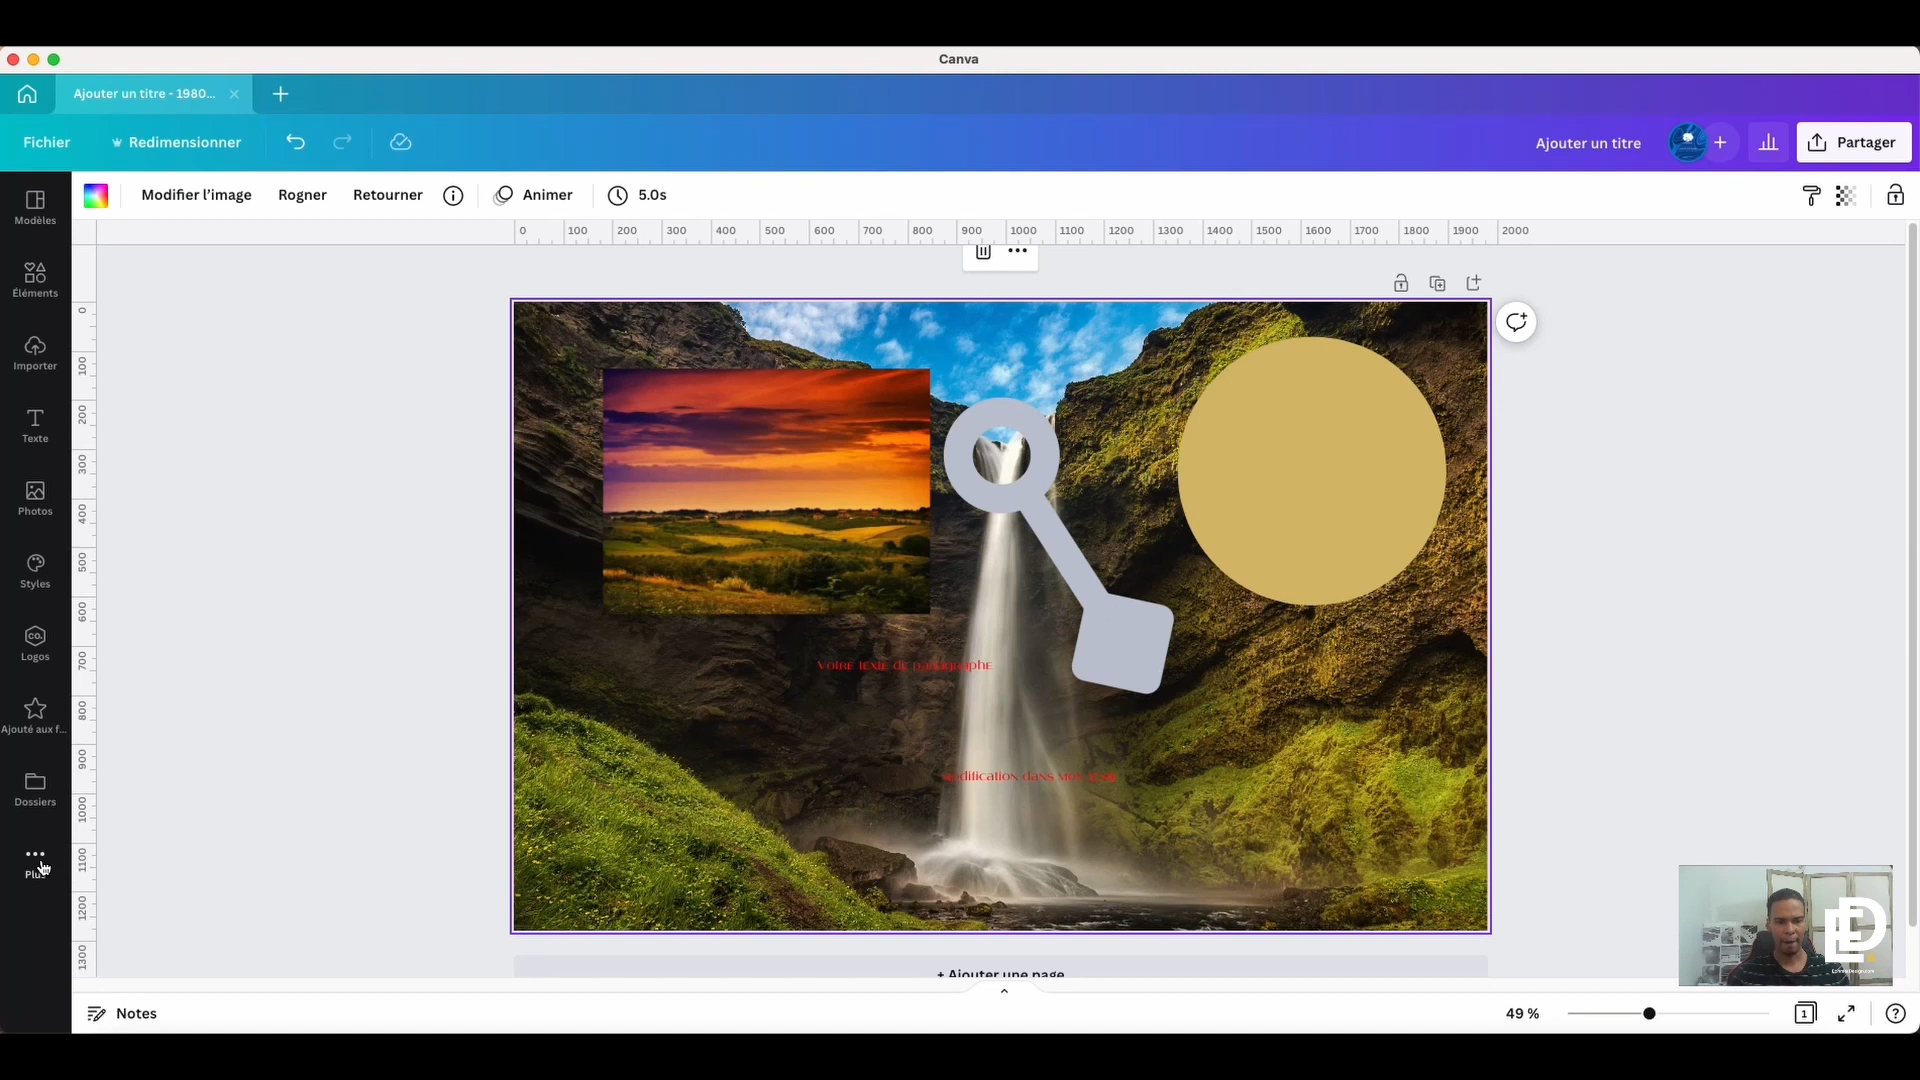 Canva
Ajouter un titre - 1980...
Fichier
Redimensionner
Ajouter un titre
Partager
Modifier l'image
Rogner
Retourner
Animer
5.0s
0 100 200 300 400 500 600 700 800 900 1000 1100 1200 1300 1400 1500 1600 1700 1800 1900 2000
0
100
200
300
400
500
600
700
800
900
1000
1100
1200
1300
Modèles
Éléments
Importer
Texte
Photos
Styles
co.
Logos
Ajouté aux f...
Dossiers
Plus
Votre texte de paragraphe
modification dans mes
+ Ajouter une page
Notes
49 %
1